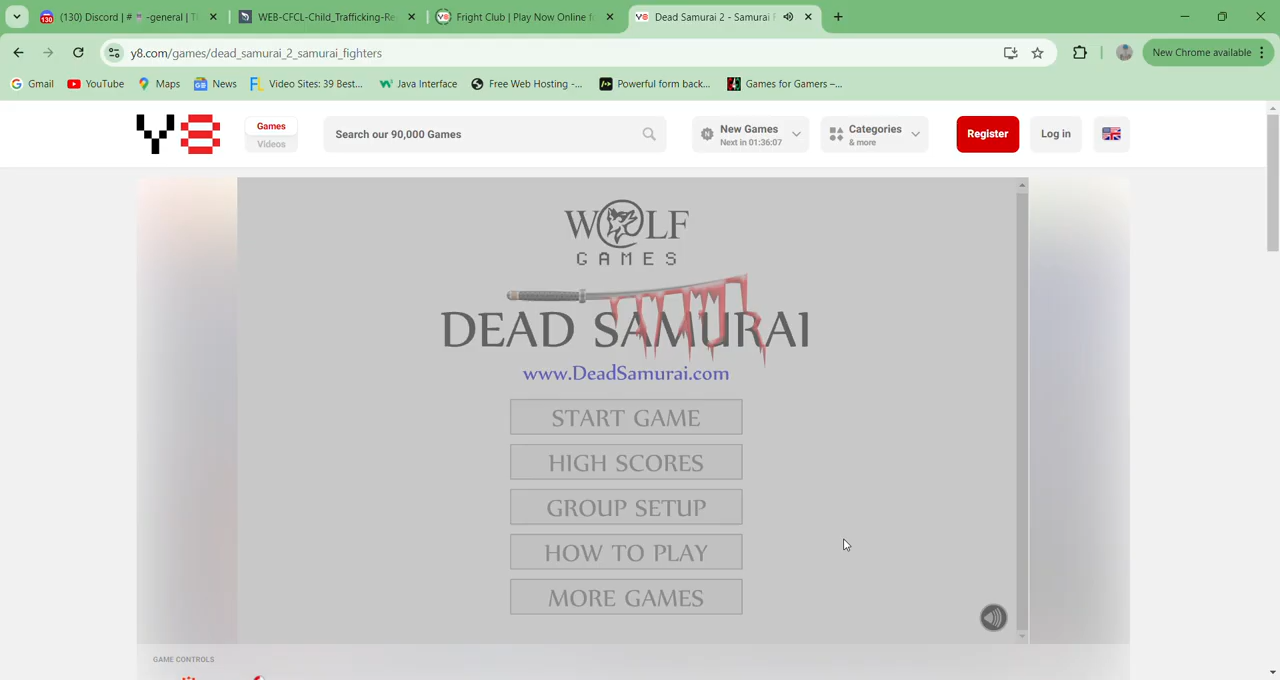 130
(130) Discord | # -general | Ti
WEB-CFCL-Child_Trafficking-Re
Fright Club | Play Now Online f
Dead Samurai 2 - Samurai F
y8.com/games/dead_samurai_2_samurai_fighters
New Chrome available
Gmail
YouTube
Maps
News
Video Sites: 39 Best...
Java Interface
Free Web Hosting -...
Powerful form back...
Games for Gamers –...
Y8
Games
Videos
Search our 90,000 Games
New Games
Next in 01:36:07
Categories
& more
Register
Log in
WOLF
GAMES
DEAD SAMURAI
www.DeadSamurai.com
START GAME
HIGH SCORES
GROUP SETUP
HOW TO PLAY
MORE GAMES
GAME CONTROLS